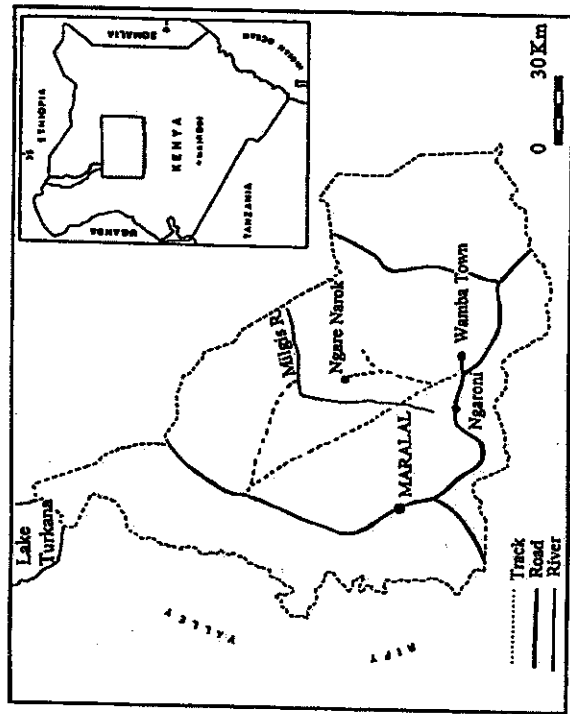 Lake
Turkana
VALLEY
RIFT
Milgis R.
Ngare Narok
MARALAL
Wamba Town
Ngaroni
Track
Road
River
0 30Km
ETHIOPIA
SOMALIA
UGANDA
KENYA
NAIROBI
TANZANIA
INDIAN OCEAN